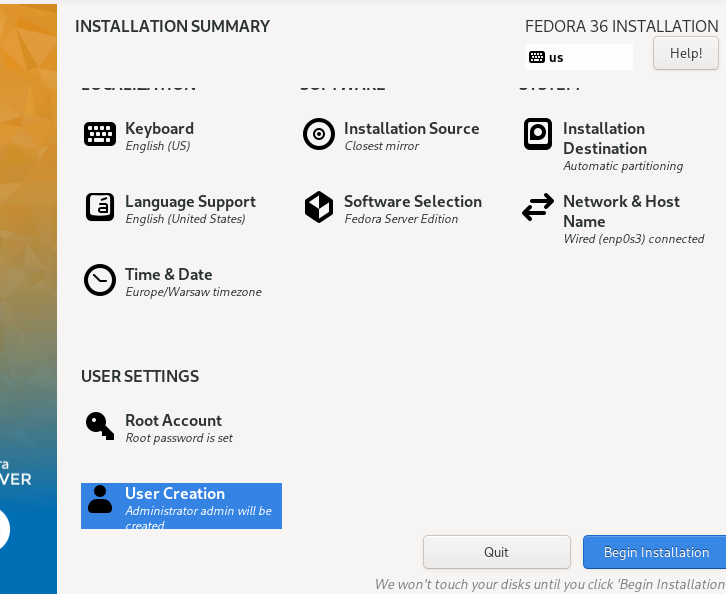 INSTALLATION SUMMARY
FEDORA 36 INSTALLATION
us
Help!
LOCALIZATION
SOFTWARE
SYSTEM
Keyboard
English (US)
Installation Source
Closest mirror
Installation
Destination
Automatic partitioning
Language Support
English (United States)
Software Selection
Fedora Server Edition
Network & Host
Name
Wired (enp0s3) connected
Time & Date
Europe/Warsaw timezone
USER SETTINGS
Root Account
Root password is set
ra
VER
User Creation
Administrator admin will be
created
Quit
Begin Installation
We won't touch your disks until you click 'Begin Installation